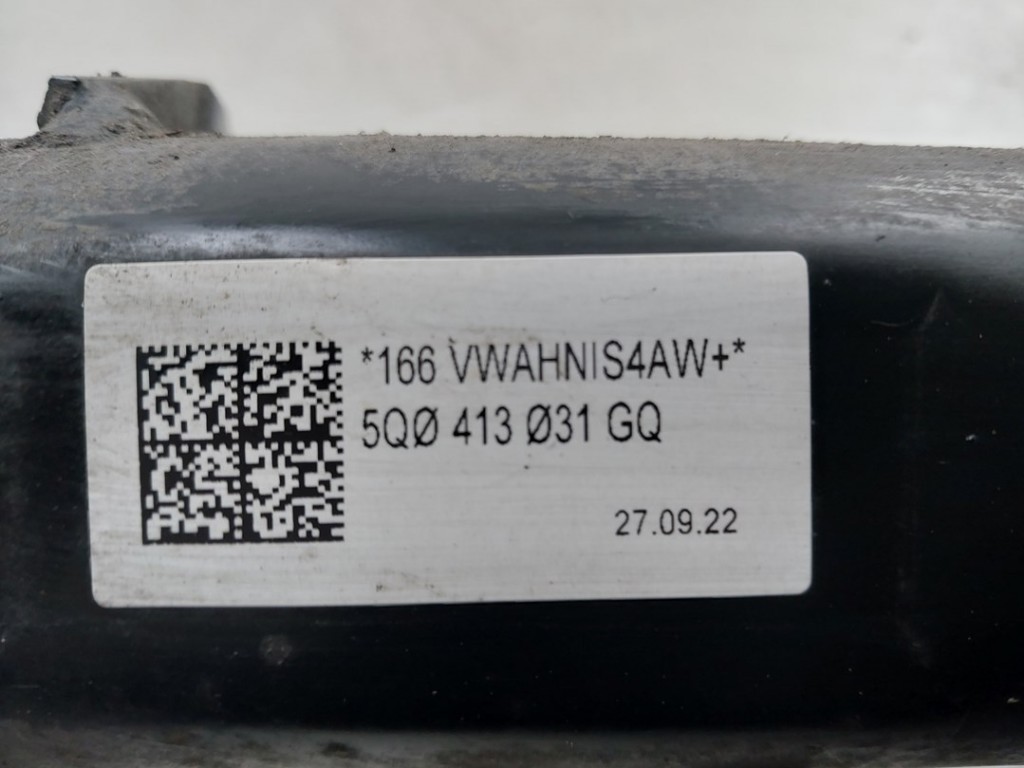 *166 VWAHNIS4AW+*
5QØ 413 Ø31 GQ
27.09.22